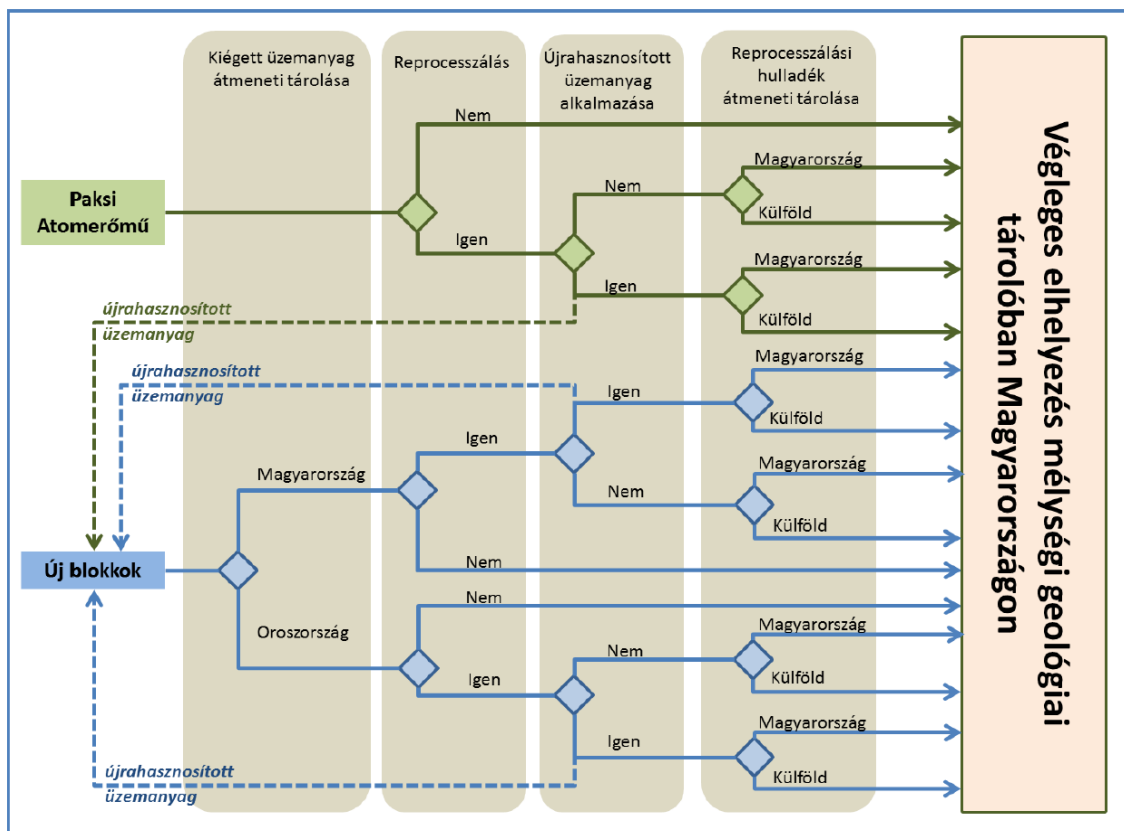 Kiégett üzemanyag
átmeneti tárolása
Reprocesszálás
Újrahasznosított
üzemanyag
alkalmazása
Reprocesszálási
hulladék
átmeneti tárolása
Végleges elhelyezés mélységi geológiai
tárolóban Magyarországon
Paksi
Atomerőmű
Nem
Igen
Nem
Igen
Magyarország
Külföld
Magyarország
Külföld
újrahasznosított
üzemanyag
újrahasznosított
üzemanyag
Új blokkok
Magyarország
Igen
Nem
Igen
Nem
Magyarország
Külföld
Magyarország
Külföld
Oroszország
Nem
Igen
Nem
Igen
Magyarország
Külföld
Magyarország
Külföld
újrahasznosított
üzemanyag